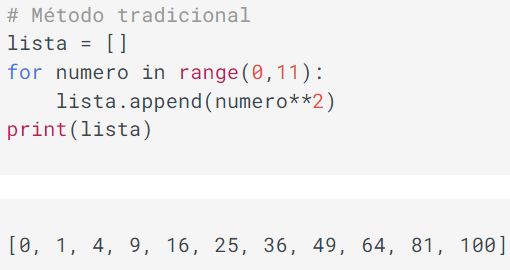 # Método tradicional
lista = []
for numero in range(0,11):
    lista.append(numero**2)
print(lista)
[0, 1, 4, 9, 16, 25, 36, 49, 64, 81, 100]